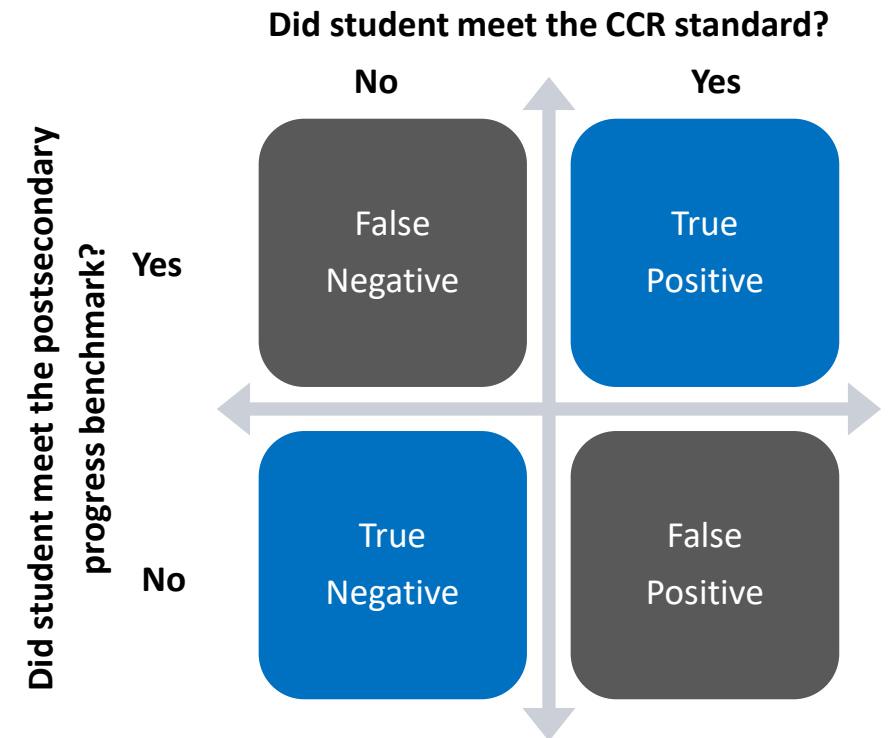 Did student meet the CCR standard?
No
Yes
Did student meet the postsecondary
progress benchmark?
Yes
False
Negative
True
Positive
No
True
Negative
False
Positive